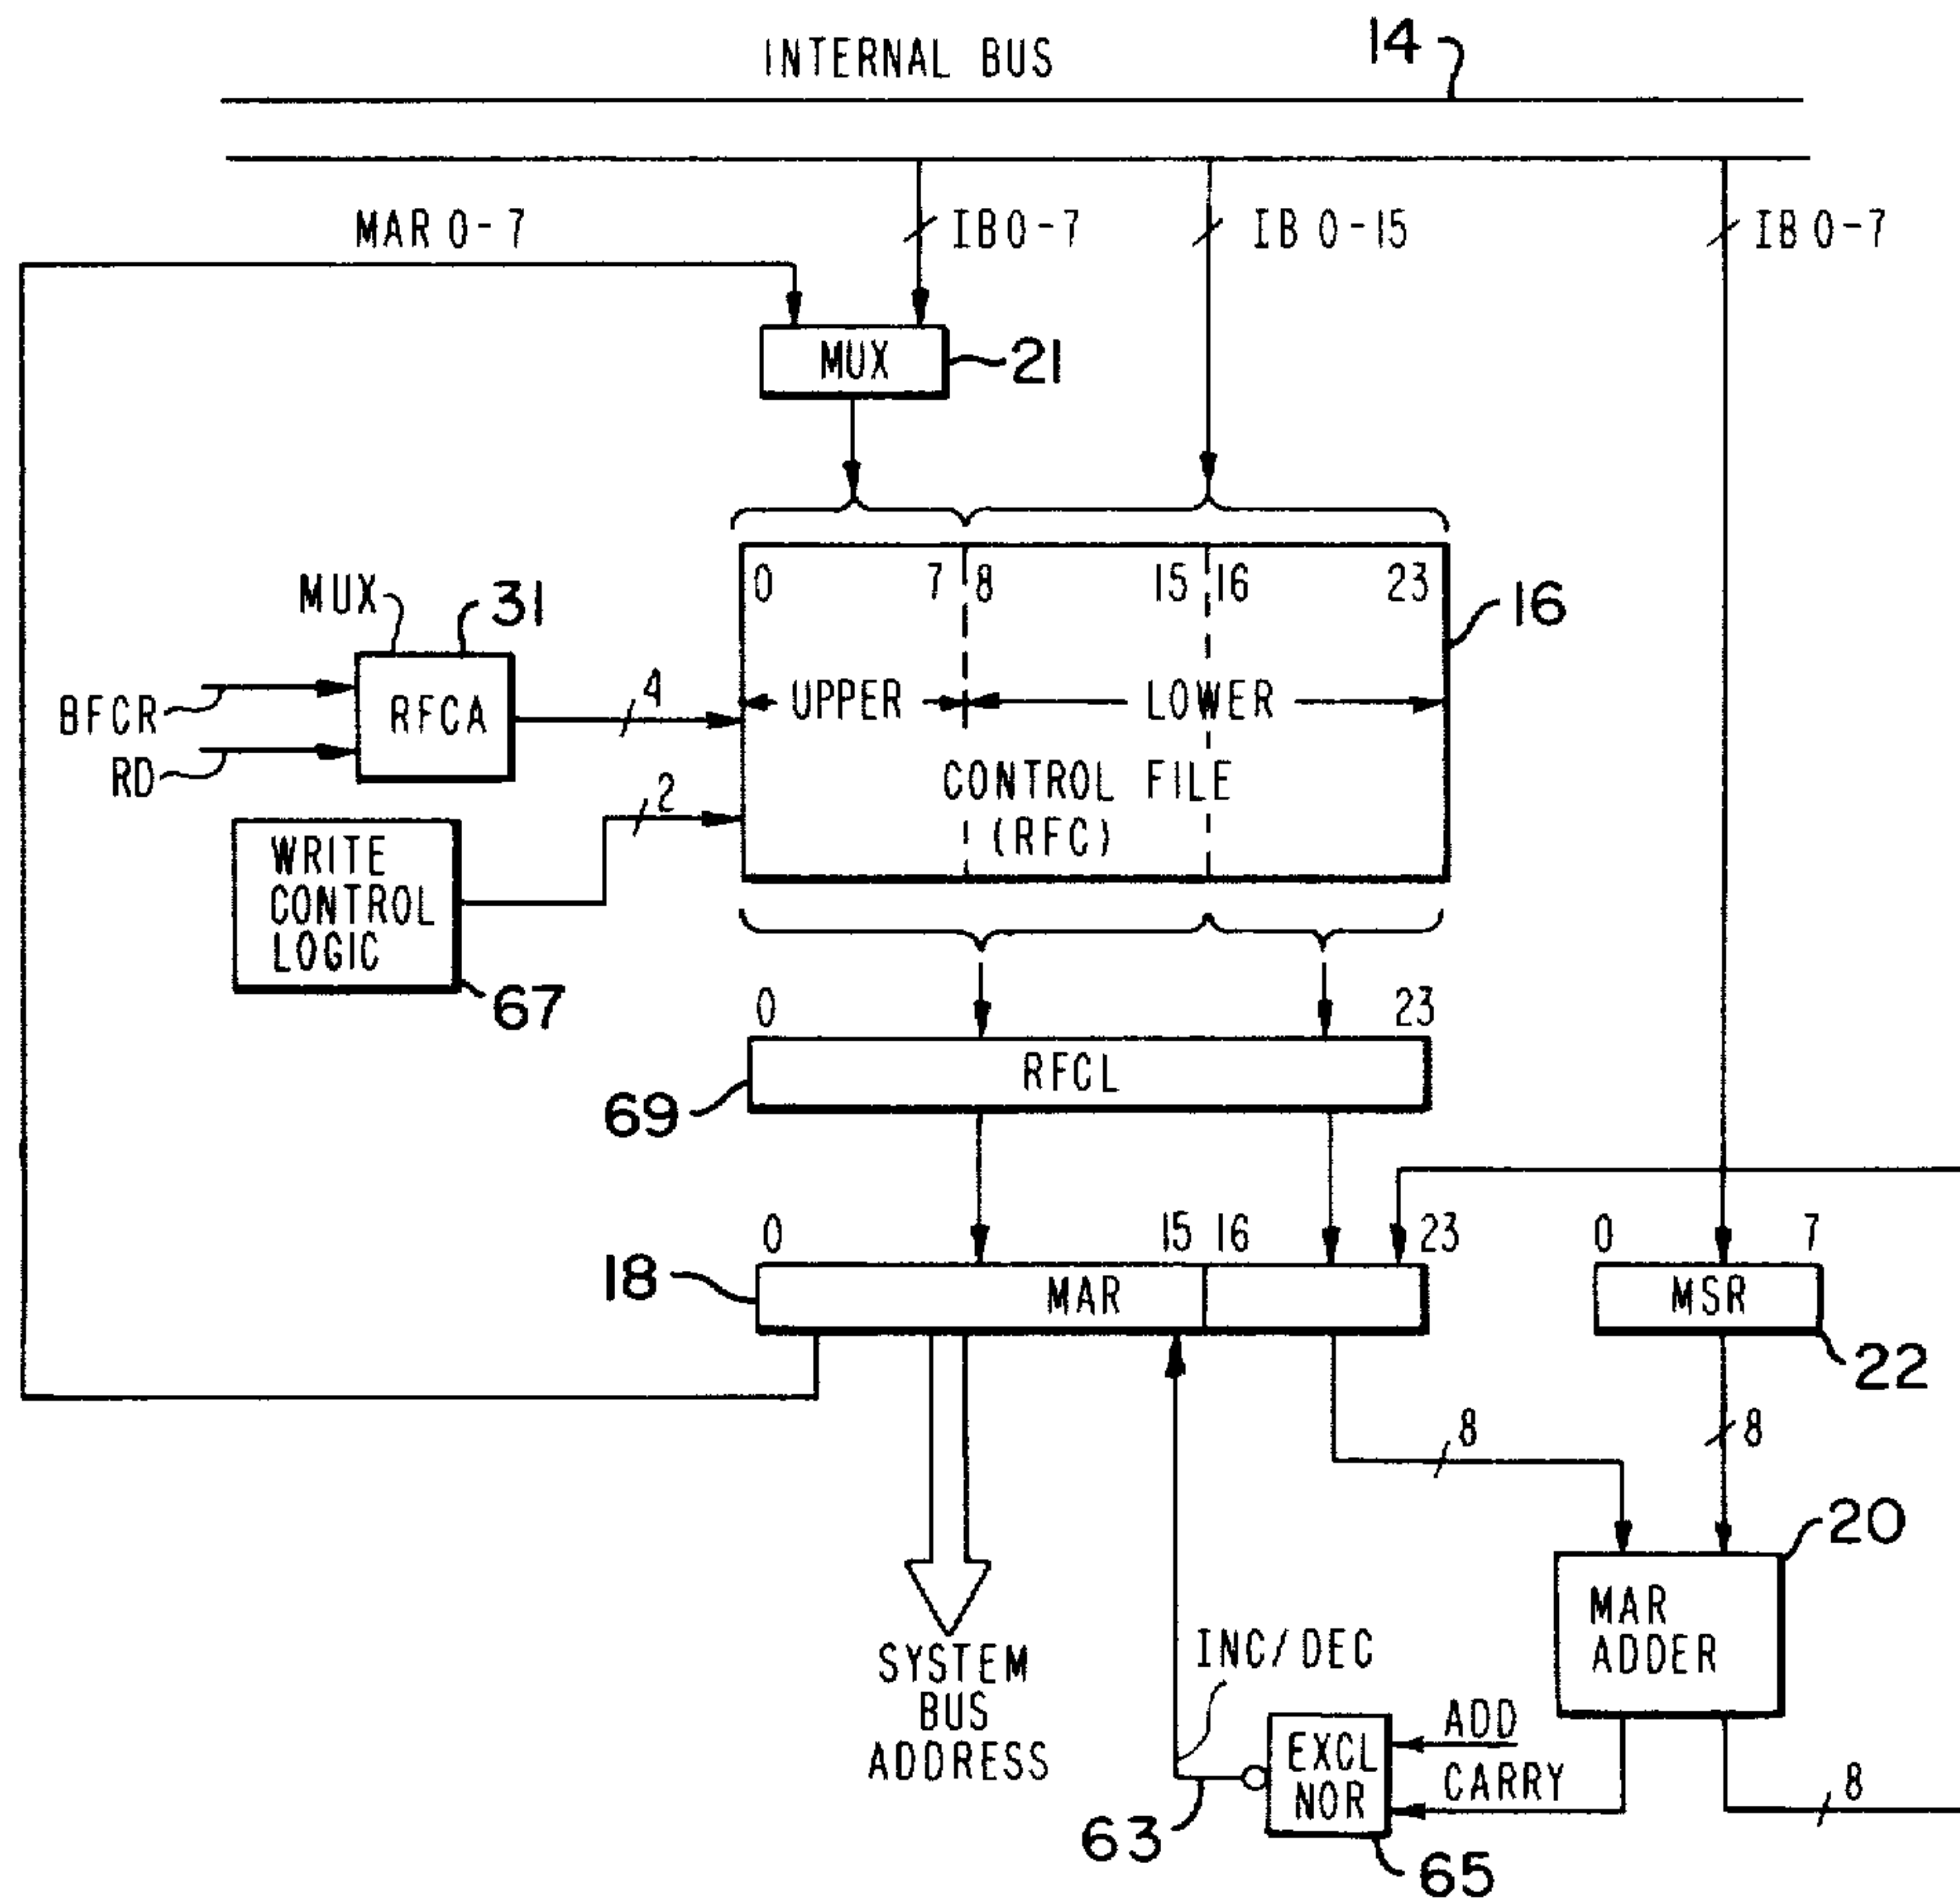 INTERNAL BUS
14
MAR 0-7
IB0-7
IB 0-15
IB 0-7
MUX
21
0
7
8
15
16
23
16
MUX
31
BFCR
RD
RFCA
4
UPPER
LOWER
CONTROL FILE
(RFC)
2
WRITE
CONTROL
LOGIC
67
0
23
RFCL
69
0
15
16
23
0
7
18
MAR
MSR
22
8
8
20
MAR
ADDER
SYSTEM
BUS
ADDRESS
INC/DEC
EXCL
NOR
ADD
CARRY
8
63
65